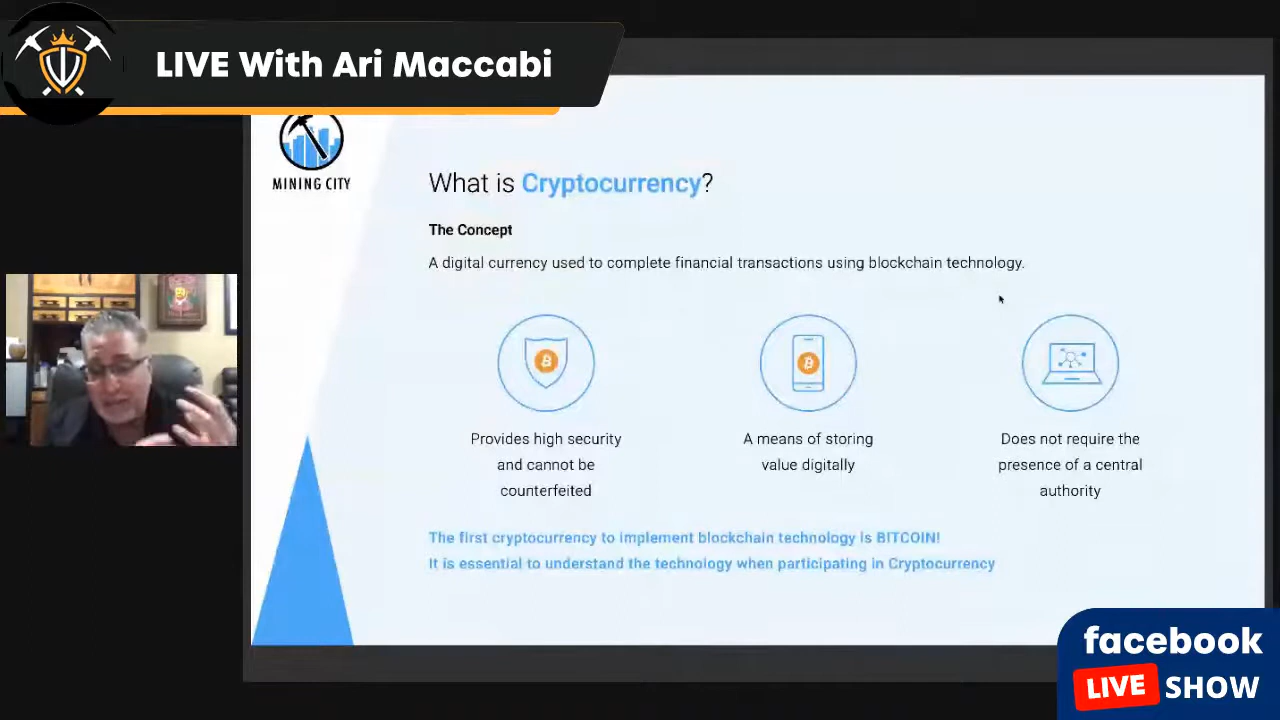 LIVE With Ari Maccabi
MINING CITY
What is Cryptocurrency?
The Concept
A digital currency used to complete financial transactions using blockchain technology.
Provides high security
and cannot be
counterfeited
A means of storing
value digitally
Does not require the
presence of a central
authority
The first cryptocurrency to implement blockchain technology is BITCOIN!
It is essential to understand the technology when participating in Cryptocurrency
facebook
LIVE SHOW